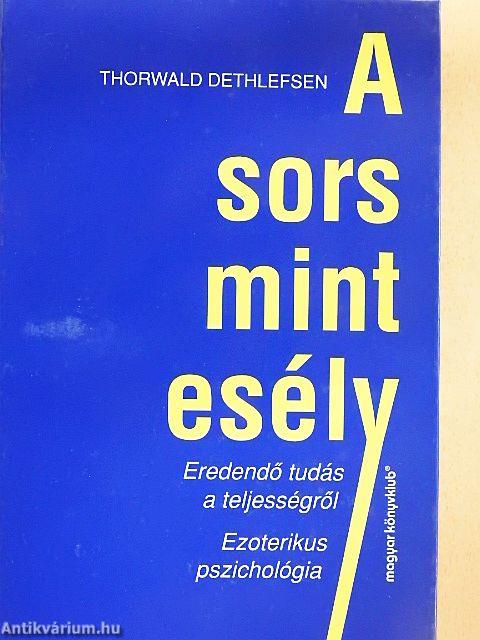 THORWALD DETHLEFSEN
A
sors
mint
esély
Eredendő tudás
a teljességről
Ezoterikus
pszichológia
magyar könyvklub®
Antikvárium.hu